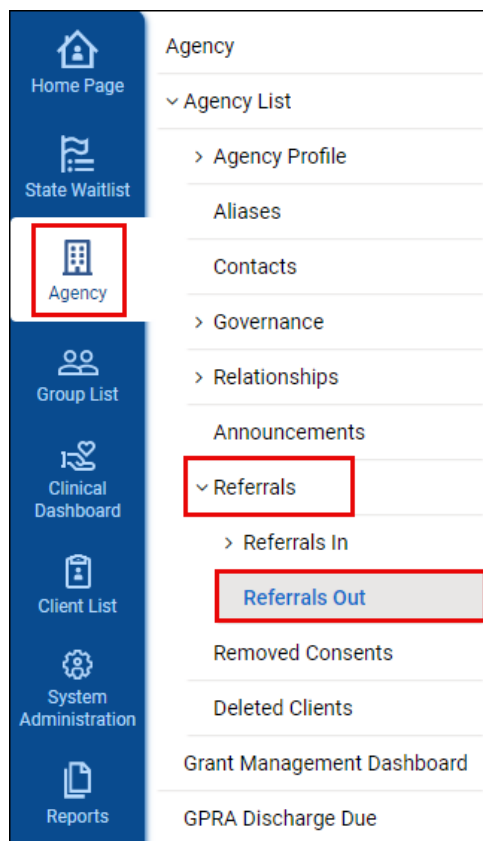 Home Page
State Waitlist
Agency
Group List
Clinical
Dashboard
Client List
System
Administration
Reports
Agency
Agency List
Agency Profile
Aliases
Contacts
Governance
Relationships
Announcements
Referrals
Referrals In
Referrals Out
Removed Consents
Deleted Clients
Grant Management Dashboard
GPRA Discharge Due